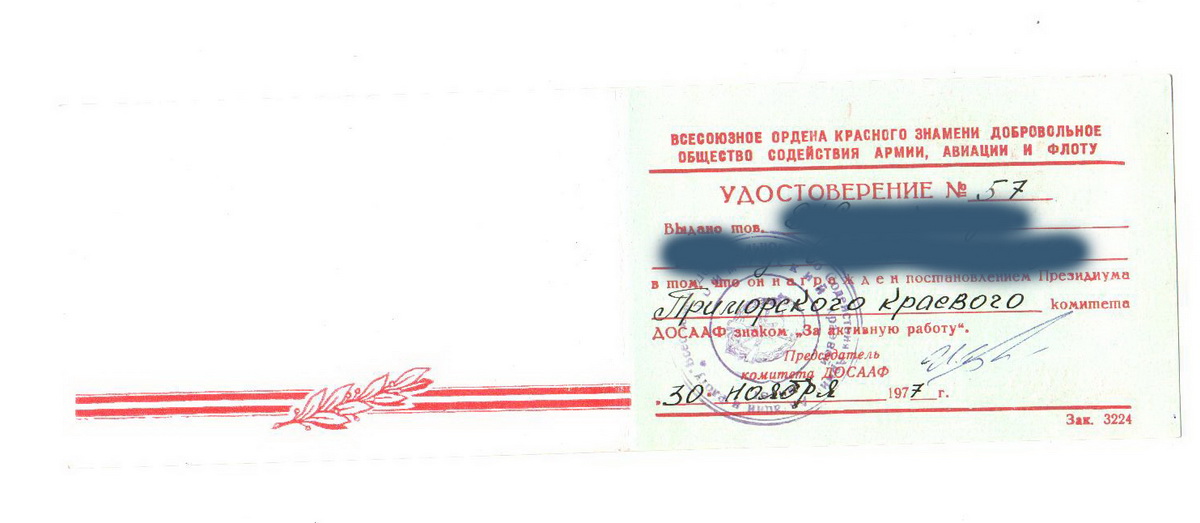 ВСЕСОЮЗНОЕ ОРДЕНА КРАСНОГО ЗНАМЕНИ ДОБРОВОЛЬНОЕ
ОБЩЕСТВО СОДЕЙСТВИЯ АРМИИ, АВИАЦИИ И ФЛОТУ
УДОСТОВЕРЕНИЕ № 57
Выдано тов.
в том, что он награжден постановлением Президиума
Приморского краевого комитета
ДОСААФ знаком „За активную работу“.
Председатель
комитета ДОСААФ
„30“ ноября 1977 г.
Зак. 3224